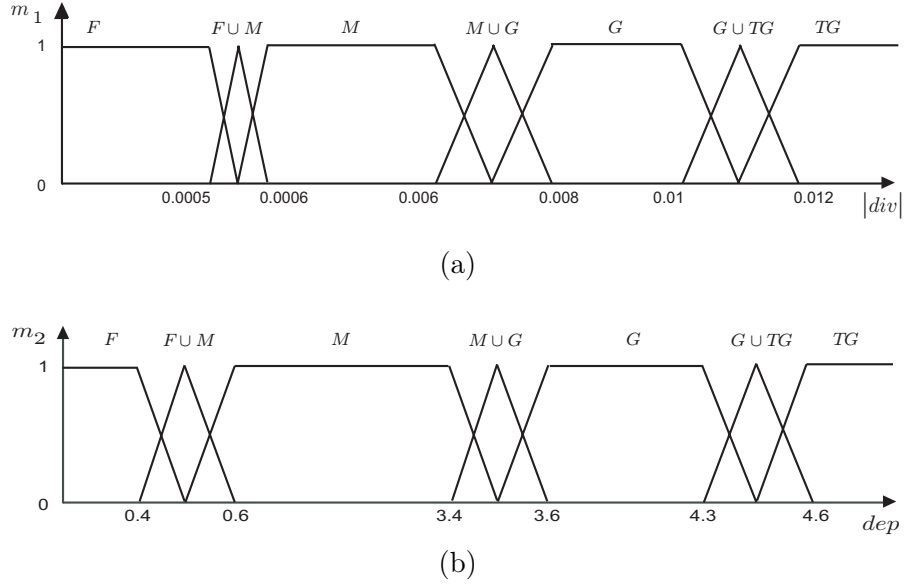 m₁
F F ∪ M M M ∪ G G G ∪ TG TG
1
0
0.0005 0.0006 0.006 0.008 0.01 0.012 |div|
(a)
m₂
F F ∪ M M M ∪ G G G ∪ TG TG
1
0
0.4 0.6 3.4 3.6 4.3 4.6 dep
(b)